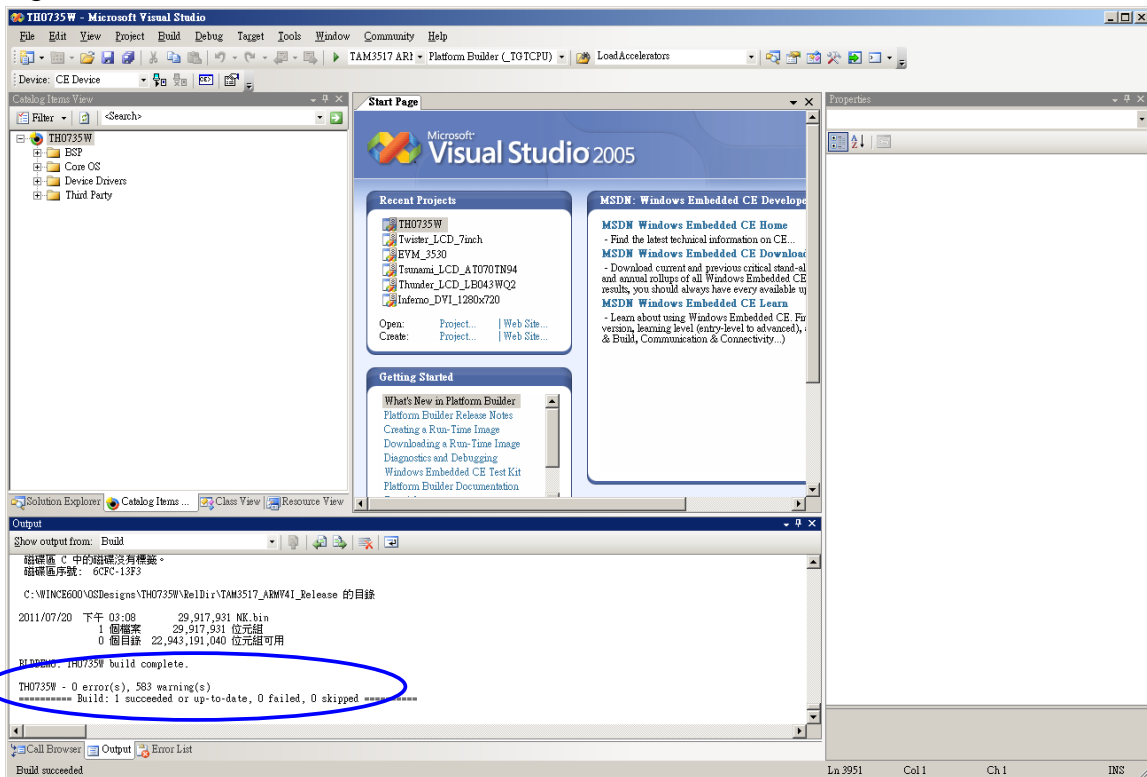 TH0735W - Microsoft Visual Studio
File Edit View Project Build Debug Target Tools Window Community Help
TAM3517 ARI Platform Builder (_TGTCPU) LoadAccelerators
Device: CE Device
Catalog Items View
Filter <Search>
TH0735W
BSP
Core OS
Device Drivers
Third Party
Solution Explorer Catalog Items ... Class View Resource View
Start Page
Microsoft
Visual Studio 2005
Recent Projects
TH0735W
Twister_LCD_7inch
EVM_3530
Tsunami_LCD_AT070TN94
Thunder_LCD_LB043WQ2
Inferno_DVI_1280x720
Open: Project... | Web Site...
Create: Project... | Web Site...
Getting Started
What's New in Platform Builder
Platform Builder Release Notes
Creating a Run-Time Image
Downloading a Run-Time Image
Diagnostics and Debugging
Windows Embedded CE Test Kit
Platform Builder Documentation
MSDN: Windows Embedded CE Develope
MSDN Windows Embedded CE Home
- Find the latest technical information on CE...
MSDN Windows Embedded CE Download
- Download current and previous critical stand-al
and annual rollups of all Windows Embedded CE
results, you should always have every available up
MSDN Windows Embedded CE Learn
- Learn about using Windows Embedded CE. Fin
version, learning level (entry-level to advanced),
& Build, Communication & Connectivity...)
Properties
Output
Show output from: Build
磁碟區 C 中的磁碟沒有標籤。
磁碟區序號: 6CFC-13F3
C:\WINCE600\OSDesigns\TH0735W\RelDir\TAM3517_ARMV4I_Release 的目錄
2011/07/20 下午 03:08 29,917,931 NK.bin
1 個檔案 29,917,931 位元組
0 個目錄 22,943,191,040 位元組可用
BLDDEMO: TH0735W build complete.
TH0735W - 0 error(s), 583 warning(s)
========== Build: 1 succeeded or up-to-date, 0 failed, 0 skipped ==========
Call Browser Output Error List
Build succeeded Ln 3951 Col 1 Ch 1 INS